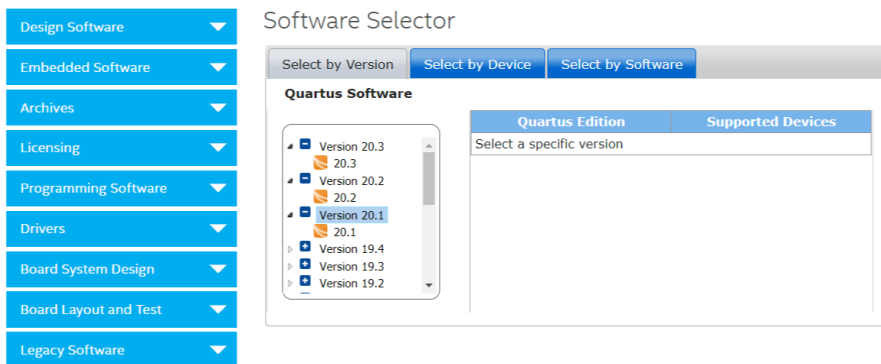 Design Software
Embedded Software
Archives
Licensing
Programming Software
Drivers
Board System Design
Board Layout and Test
Legacy Software
Software Selector
Select by Version
Select by Device
Select by Software
Quartus Software
Version 20.3
20.3
Version 20.2
20.2
Version 20.1
20.1
Version 19.4
Version 19.3
Version 19.2
Quartus Edition
Supported Devices
Select a specific version